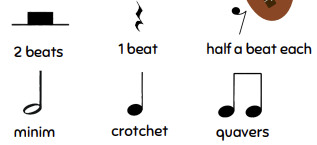 2 beats 1 beat half a beat each
minim crotchet quavers